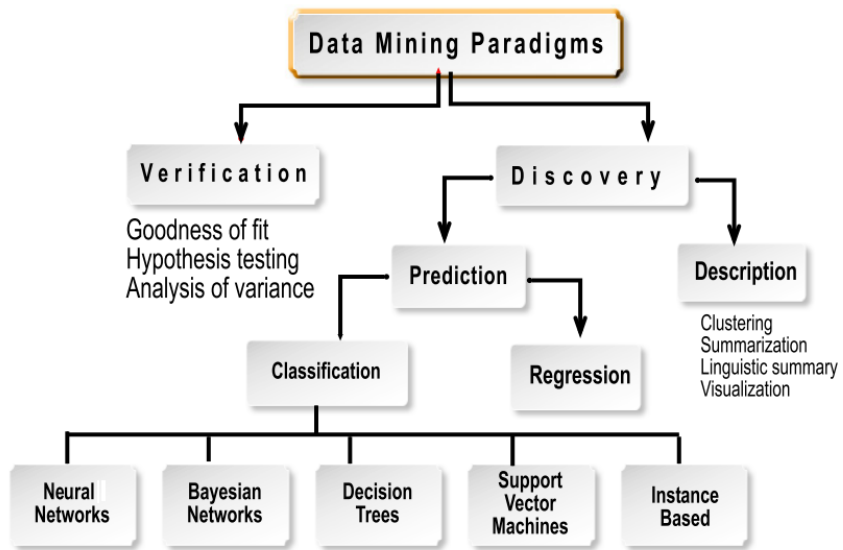 Data Mining Paradigms
Verification
Goodness of fit
Hypothesis testing
Analysis of variance
Discovery
Prediction
Description
Clustering
Summarization
Linguistic summary
Visualization
Classification
Regression
Neural
Networks
Bayesian
Networks
Decision
Trees
Support
Vector
Machines
Instance
Based